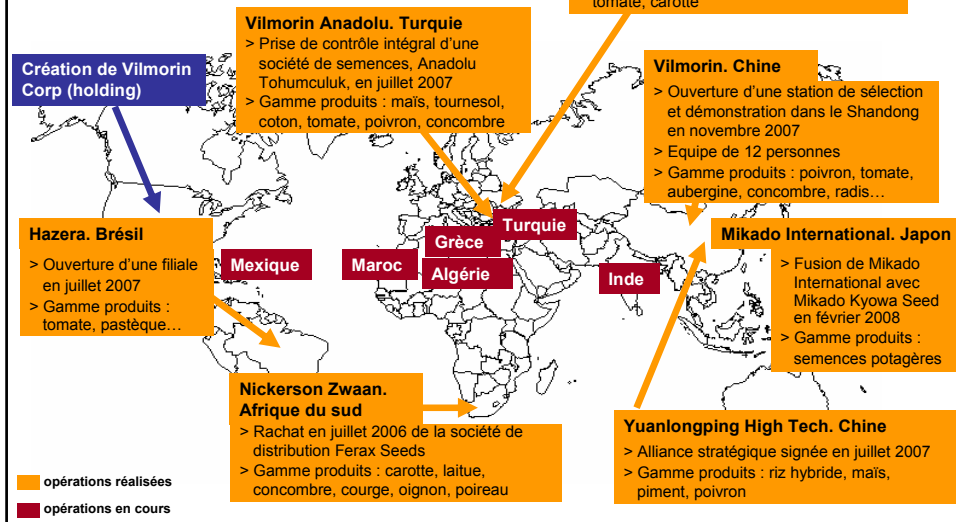 tomate, carotte
Vilmorin Anadolu. Turquie
> Prise de contrôle intégral d'une
société de semences, Anadolu
Tohumculuk, en juillet 2007
> Gamme produits : maïs, tournesol,
coton, tomate, poivron, concombre
Création de Vilmorin
Corp (holding)
Vilmorin. Chine
> Ouverture d'une station de sélection
et démonstration dans le Shandong
en novembre 2007
> Equipe de 12 personnes
> Gamme produits : poivron, tomate,
aubergine, concombre, radis…
Hazera. Brésil
> Ouverture d'une filiale
en juillet 2007
> Gamme produits :
tomate, pastèque…
Mexique
Maroc
Grèce
Turquie
Algérie
Inde
Mikado International. Japon
> Fusion de Mikado
International avec
Mikado Kyowa Seed
en février 2008
> Gamme produits :
semences potagères
Nickerson Zwaan.
Afrique du sud
> Rachat en juillet 2006 de la société de
distribution Ferax Seeds
> Gamme produits : carotte, laitue,
concombre, courge, oignon, poireau
Yuanlongping High Tech. Chine
> Alliance stratégique signée en juillet 2007
> Gamme produits : riz hybride, maïs,
piment, poivron
opérations réalisées
opérations en cours